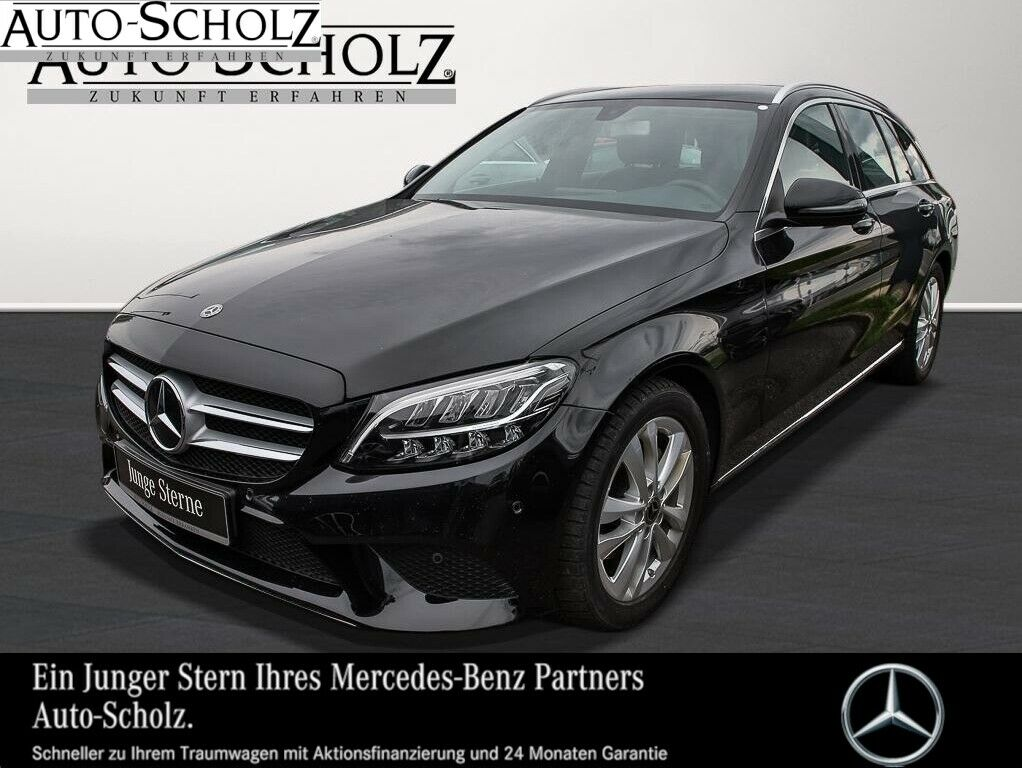 AUTO-SCHOLZ®
ZUKUNFT ERFAHREN
AUTO-SCHOLZ®
ZUKUNFT ERFAHREN
Junge Sterne
Ein Junger Stern Ihres Mercedes-Benz Partners
Auto-Scholz.
Schneller zu Ihrem Traumwagen mit Aktionsfinanzierung und 24 Monaten Garantie